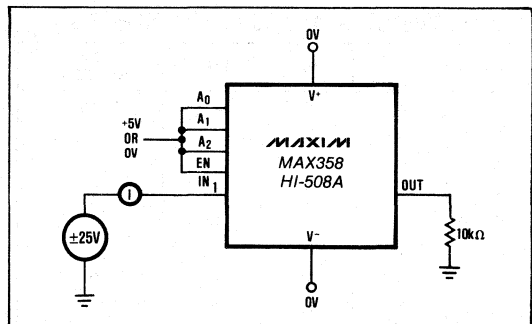 0V
V+
A0
A1
A2
EN
IN1
+5V
OR
0V
MAXIM
MAX358
HI-508A
OUT
I
±25V
10kΩ
V-
0V